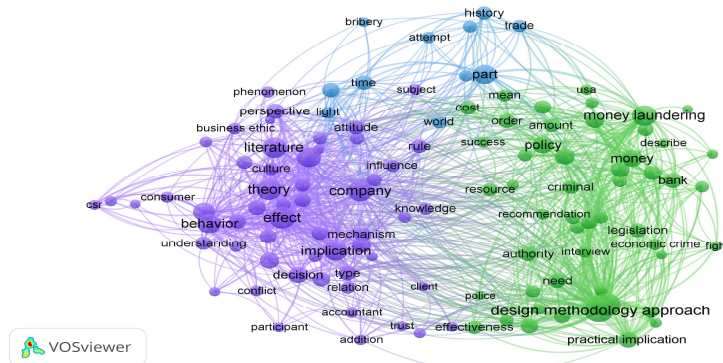 history
bribery
trade
attempt
part
time
phenomenon
subject
mean
usa
perspective
light
cost
world
order
amount
money laundering
business ethic
attitude
literature
rule
success
policy
describe
culture
influence
money
theory
company
resource
criminal
bank
csr
consumer
knowledge
behavior
effect
recommendation
legislation
mechanism
understanding
implication
authority
interview
economic crime
figh
decision
type
relation
client
need
conflict
police
accountant
design methodology approach
participant
trust
effectiveness
addition
practical implication
VOSviewer